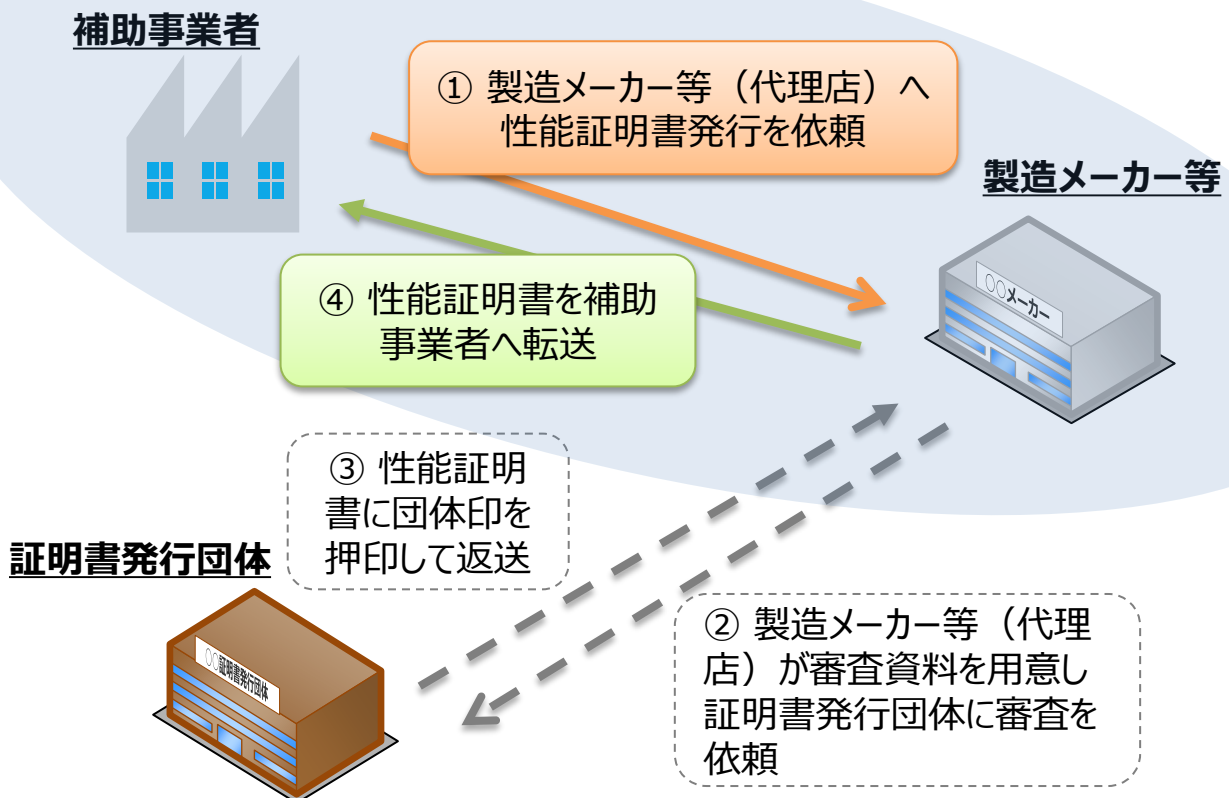 補助事業者
① 製造メーカー等（代理店）へ
性能証明書発行を依頼
製造メーカー等
○○メーカー
④ 性能証明書を補助
事業者へ転送
③ 性能証明
書に団体印を
押印して返送
証明書発行団体
○○証明書発行団体
② 製造メーカー等（代理
店）が審査資料を用意し
証明書発行団体に審査を
依頼